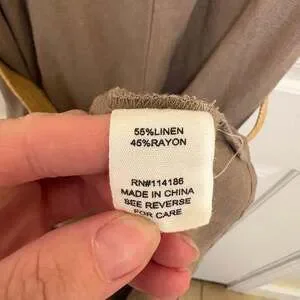 55%LINEN
45%RAYON
RN#114186
MADE IN CHINA
SEE REVERSE
FOR CARE